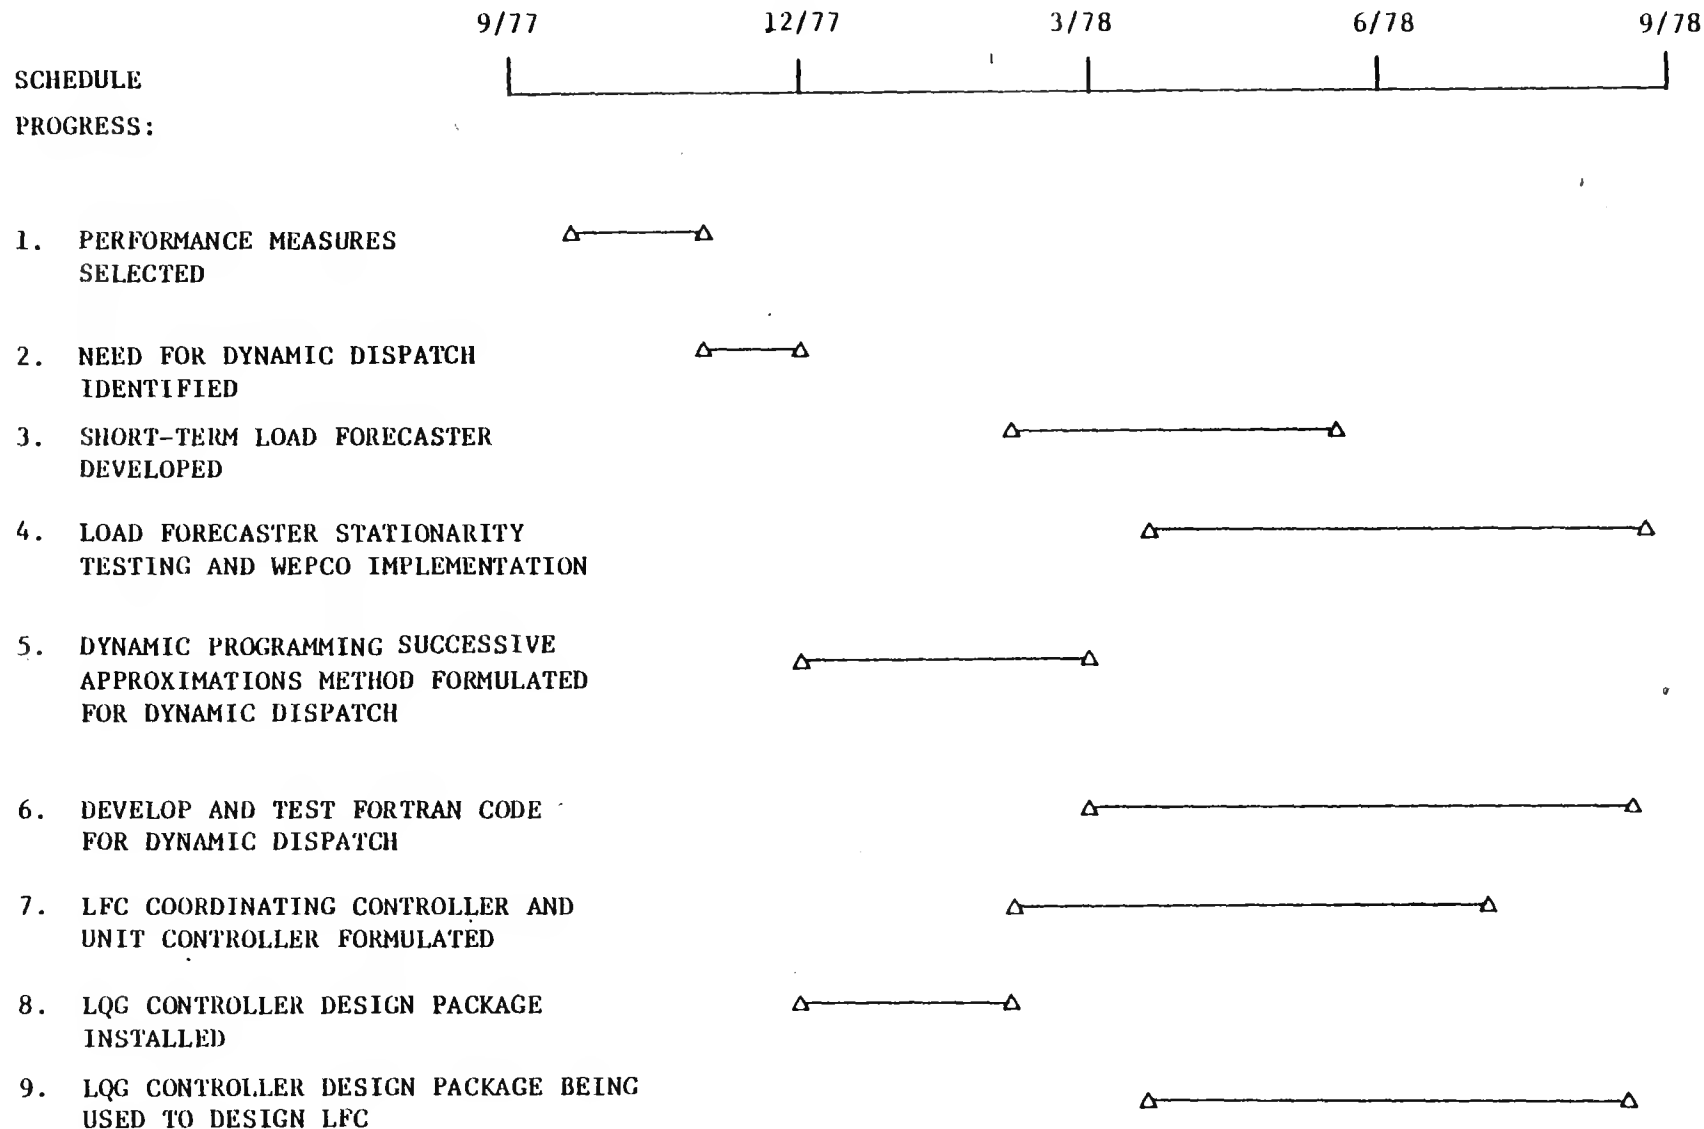 9/77 12/77 3/78 6/78 9/78
SCHEDULE
PROGRESS:
1. PERFORMANCE MEASURES
SELECTED
2. NEED FOR DYNAMIC DISPATCH
IDENTIFIED
3. SHORT-TERM LOAD FORECASTER
DEVELOPED
4. LOAD FORECASTER STATIONARITY
TESTING AND WEPCO IMPLEMENTATION
5. DYNAMIC PROGRAMMING SUCCESSIVE
APPROXIMATIONS METHOD FORMULATED
FOR DYNAMIC DISPATCH
6. DEVELOP AND TEST FORTRAN CODE
FOR DYNAMIC DISPATCH
7. LFC COORDINATING CONTROLLER AND
UNIT CONTROLLER FORMULATED
8. LQG CONTROLLER DESIGN PACKAGE
INSTALLED
9. LQG CONTROLLER DESIGN PACKAGE BEING
USED TO DESIGN LFC